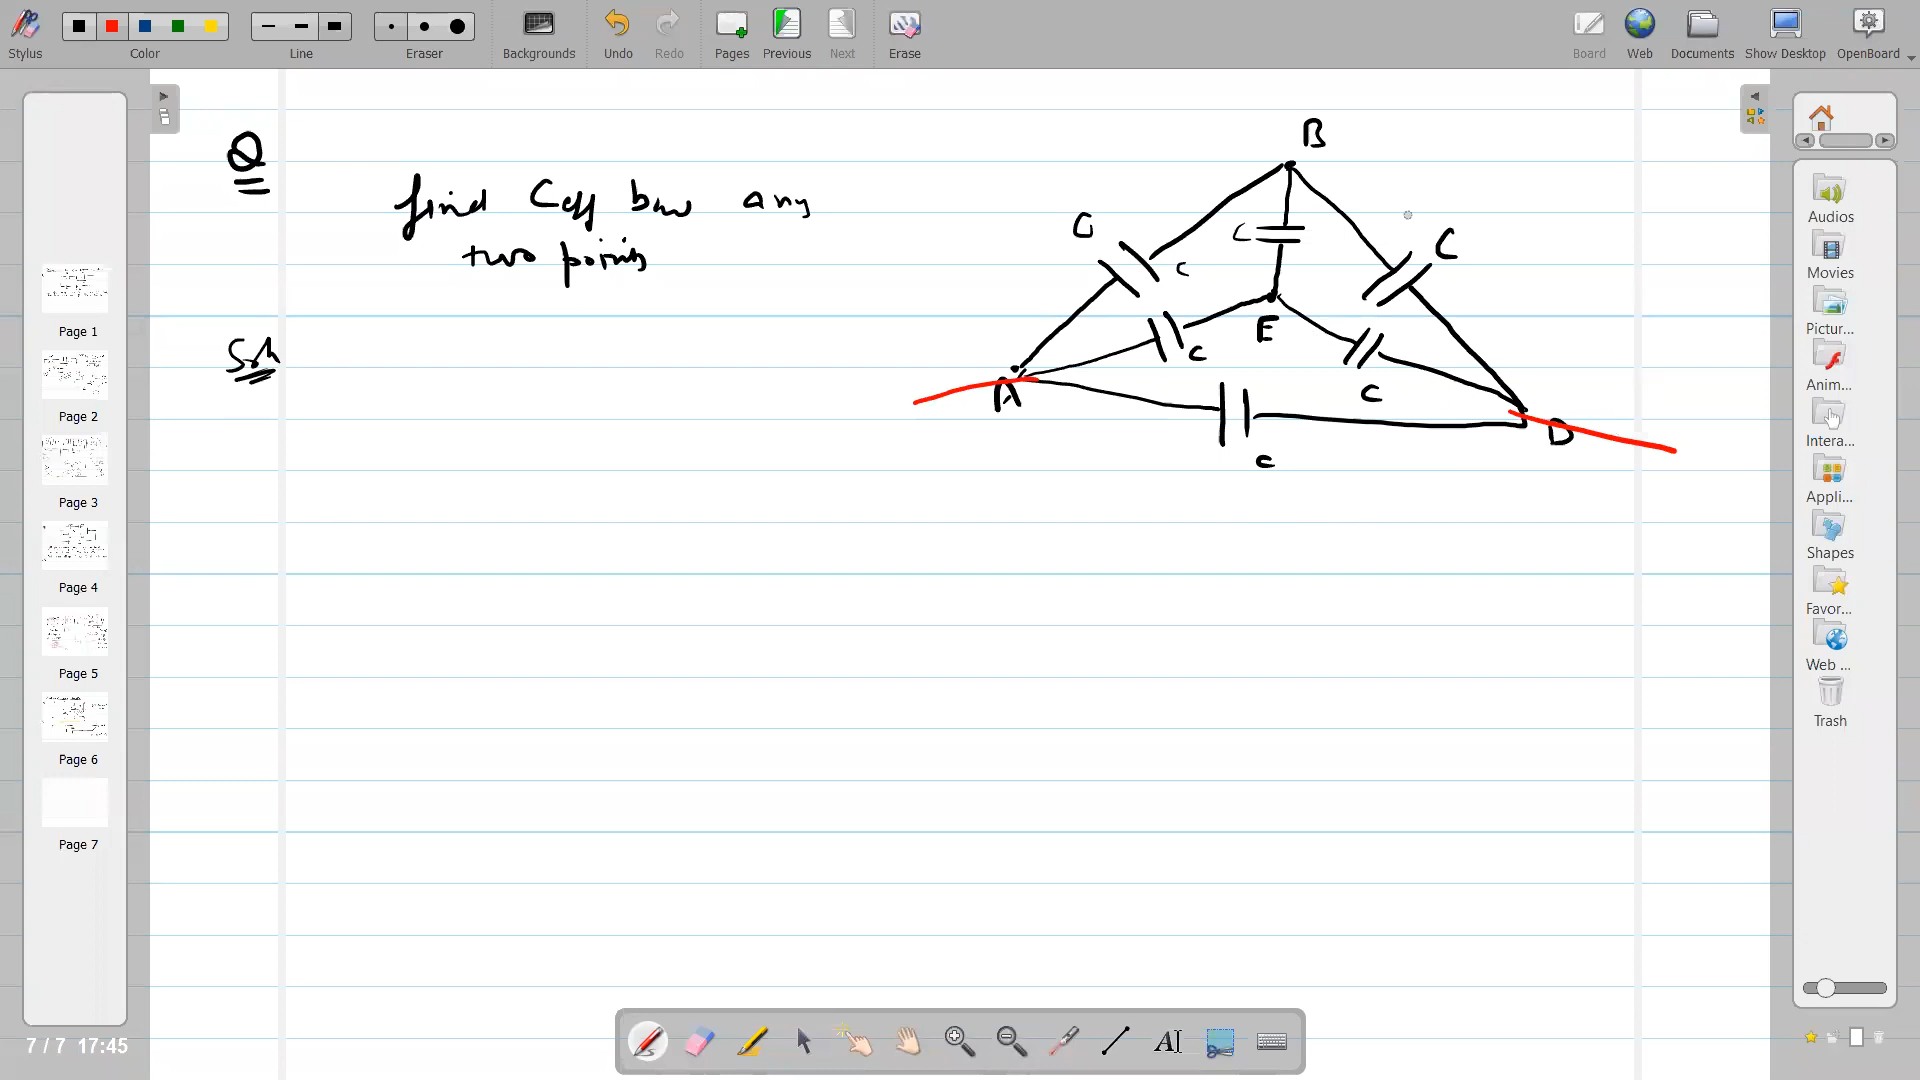 Stylus
Color
Line
Eraser
Backgrounds
Undo
Redo
Pages
Previous
Next
Erase
Board
Web
Documents
Show Desktop
OpenBoard
Q
find Ceff b/w any
two points
Soln
B
C
C
C
C
E
C
C
A
D
C
Page 1
Page 2
Page 3
Page 4
Page 5
Page 6
Page 7
7 / 7 17:45
Audios
Movies
Pictur...
Anim...
Intera...
Appli...
Shapes
Favor...
Web ...
Trash